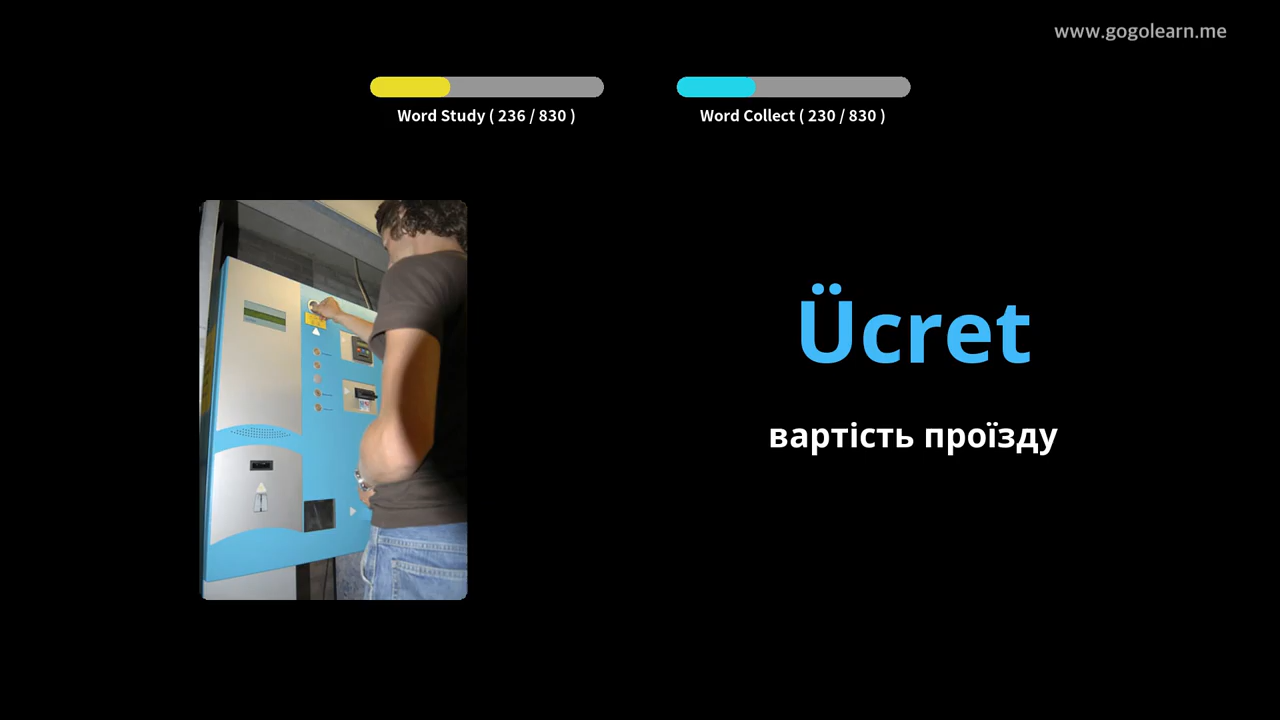 www.gogolearn.me
Word Study ( 236 / 830 )
Word Collect ( 230 / 830 )
Ücret
вартість проїзду